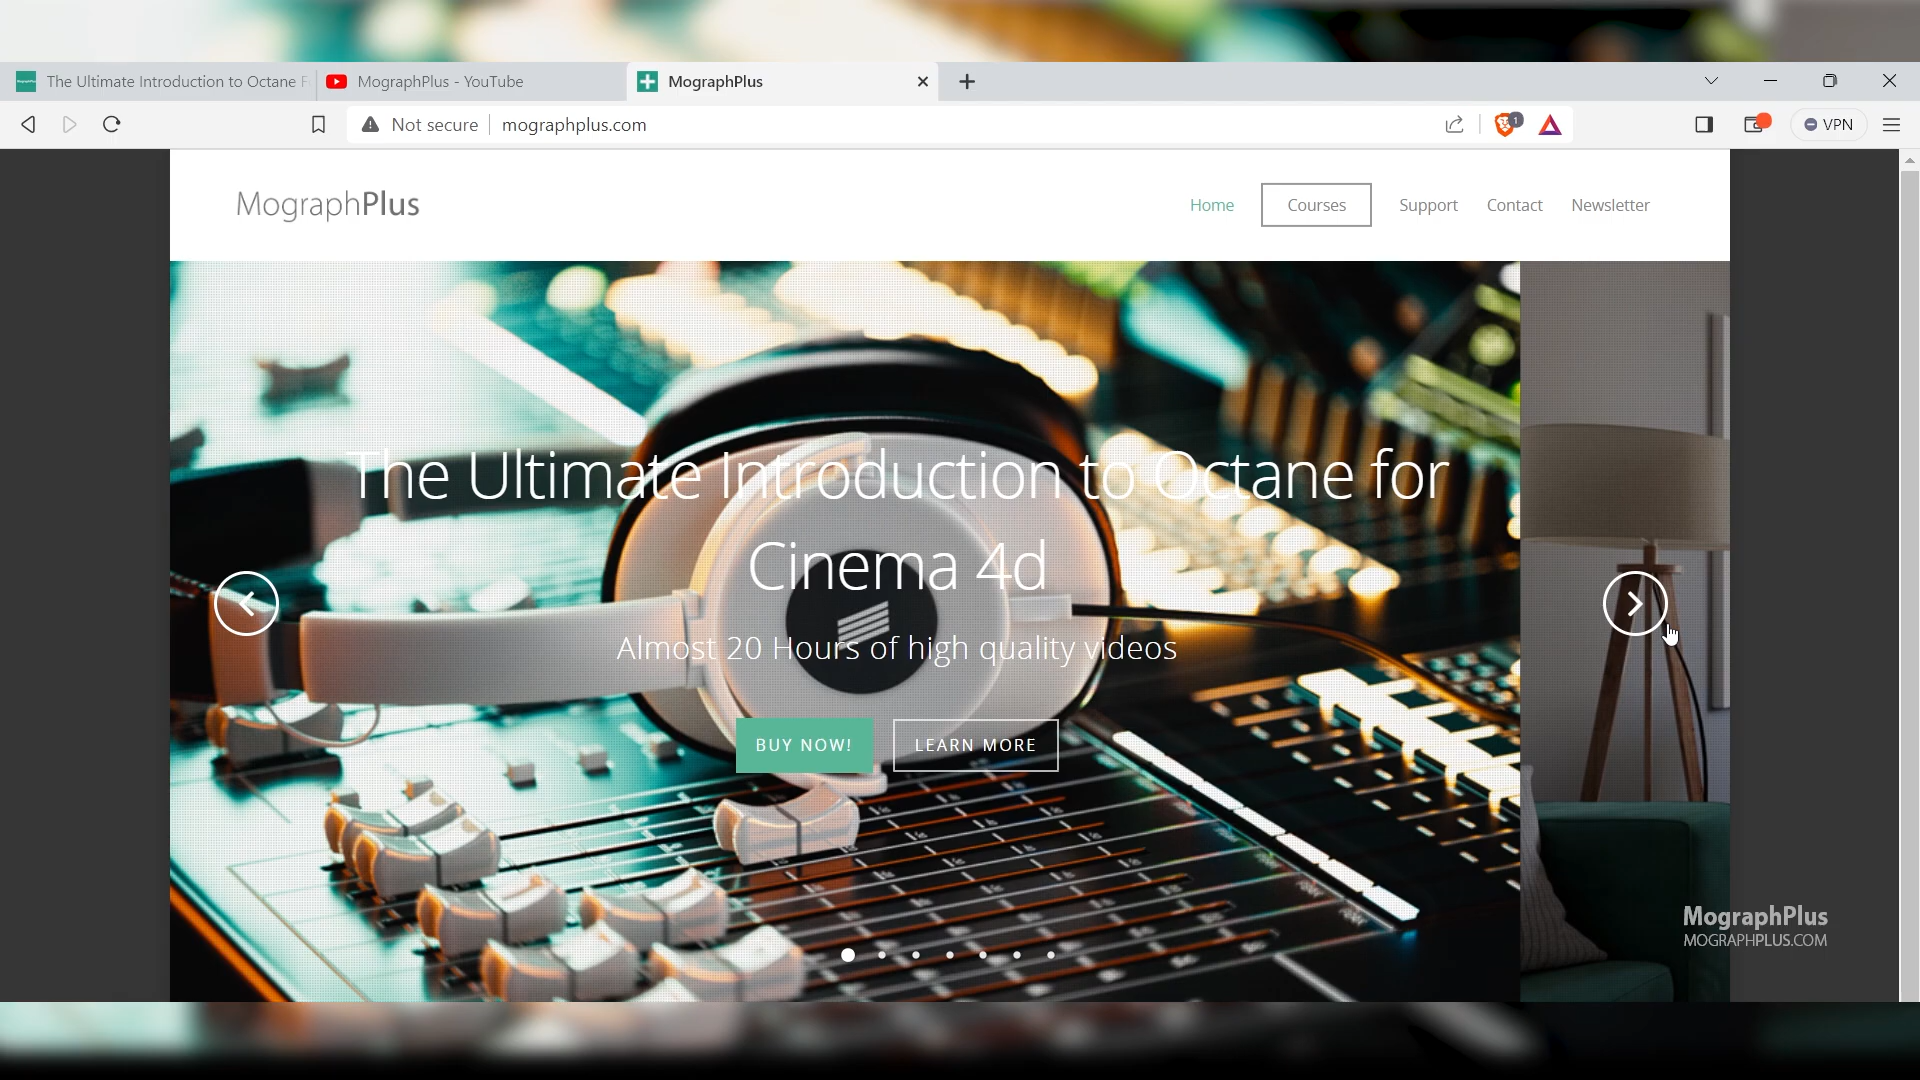 The Ultimate Introduction to Octane
MographPlus - YouTube
MographPlus
Not secure
mographplus.com
1
VPN
MographPlus
Home
Courses
Support
Contact
Newsletter
The Ultimate Introduction to Octane for
Cinema 4d
Almost 20 Hours of high quality videos
BUY NOW!
LEARN MORE
MographPlus
MOGRAPHPLUS.COM